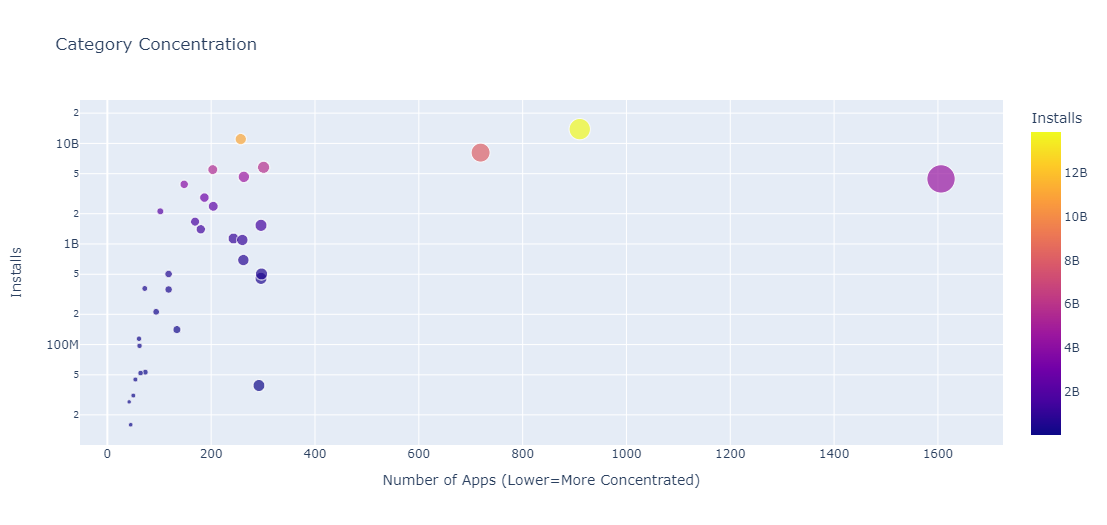 Category Concentration
Installs
2
10B
5
2
1B
5
2
100M
5
2
0
200
400
600
800
1000
1200
1400
1600
Number of Apps (Lower=More Concentrated)
Installs
12B
10B
8B
6B
4B
2B